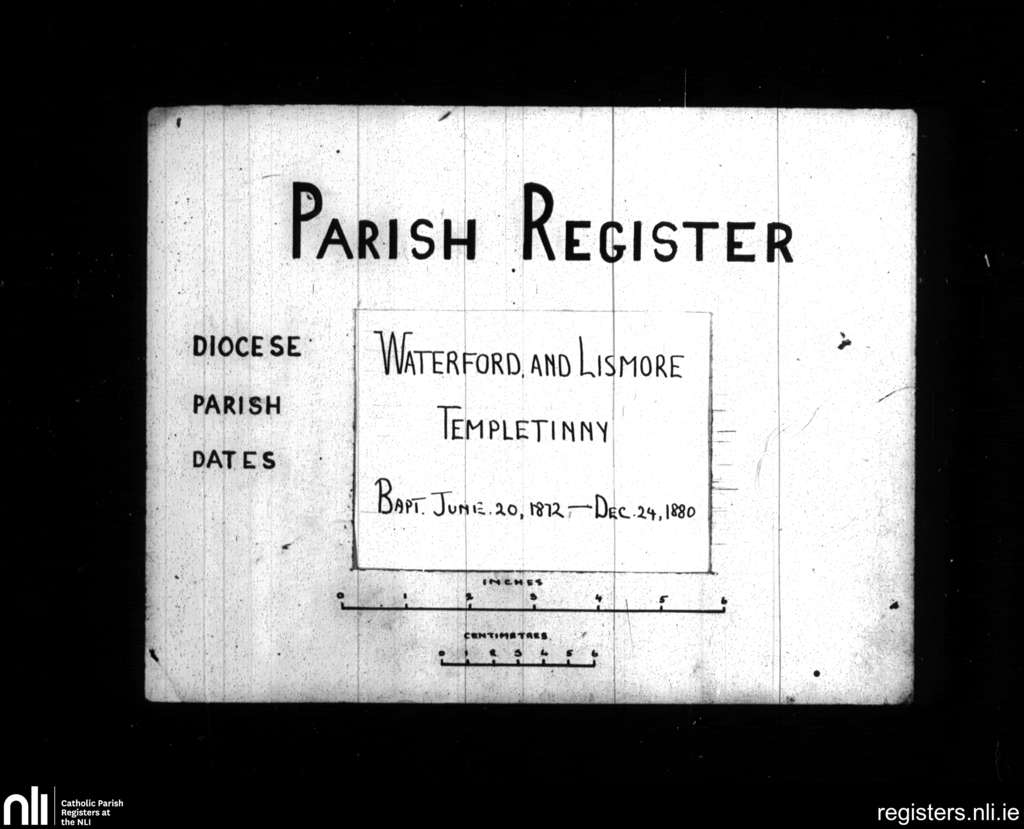 PARISH REGISTER
DIOCESE WATERFORD, AND LISMORE
PARISH TEMPLETINNY
DATES BAPT. JUNE. 20, 1872, — DEC. 24, 1880
INCHES
0 1 2 3 4 5 6
CENTIMETRES
0 1 2 3 4 5 6
nli Catholic Parish
Registers at
the NLI
registers.nli.ie